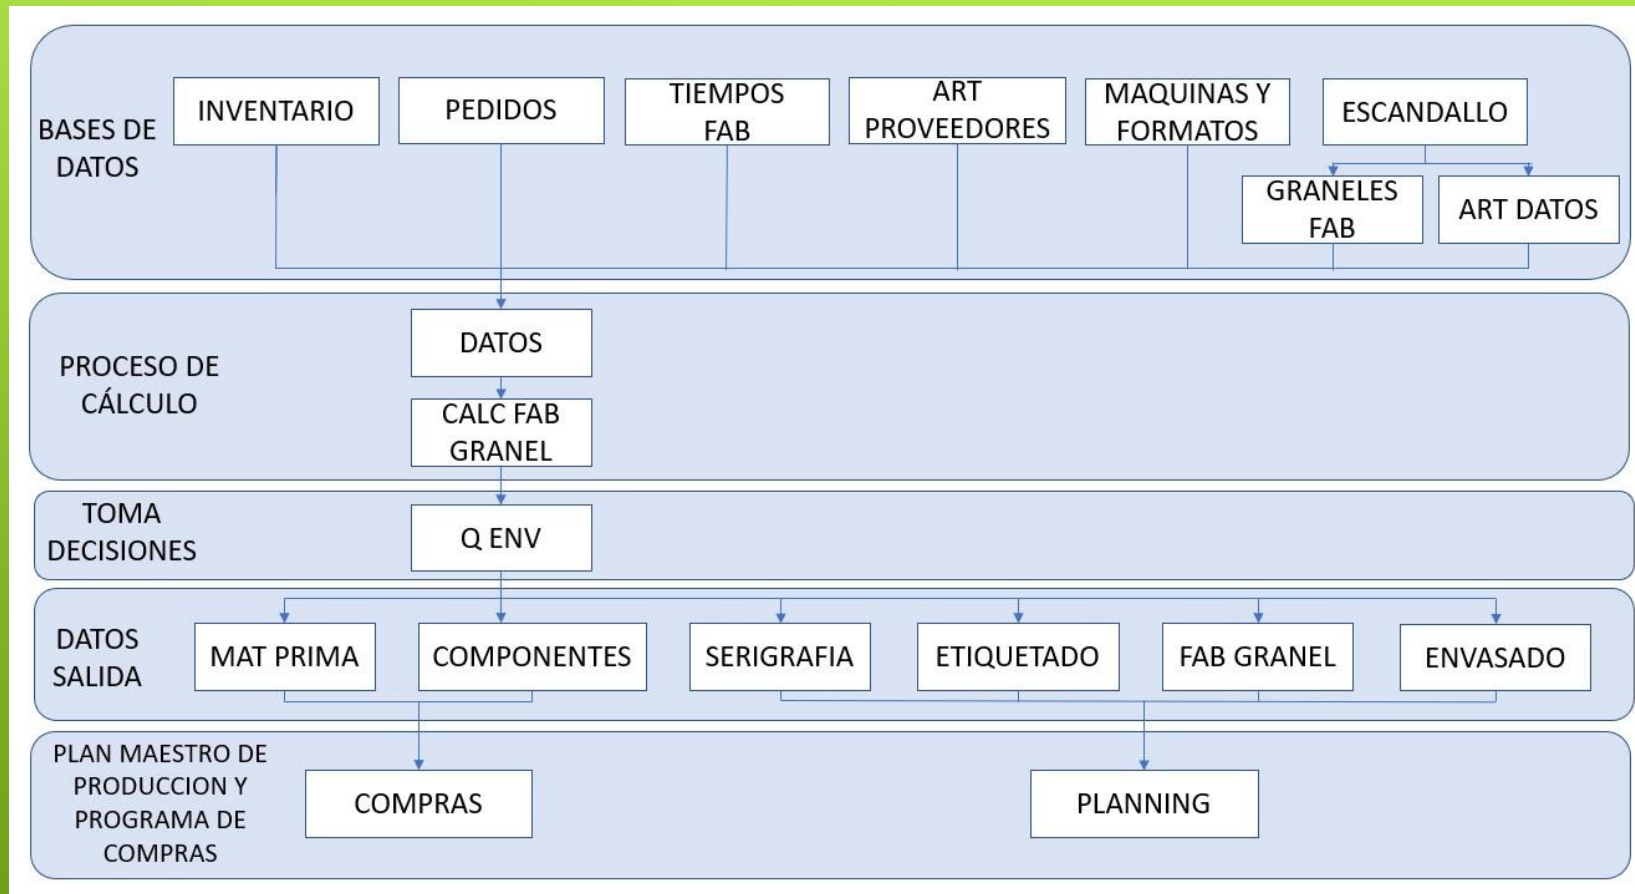 BASES DE
DATOS
INVENTARIO
PEDIDOS
TIEMPOS
FAB
ART
PROVEEDORES
MAQUINAS Y
FORMATOS
ESCANDALLO
GRANELES
FAB
ART DATOS
PROCESO DE
CÁLCULO
DATOS
CALC FAB
GRANEL
TOMA
DECISIONES
Q ENV
DATOS
SALIDA
MAT PRIMA
COMPONENTES
SERIGRAFIA
ETIQUETADO
FAB GRANEL
ENVASADO
PLAN MAESTRO DE
PRODUCCION Y
PROGRAMA DE
COMPRAS
COMPRAS
PLANNING